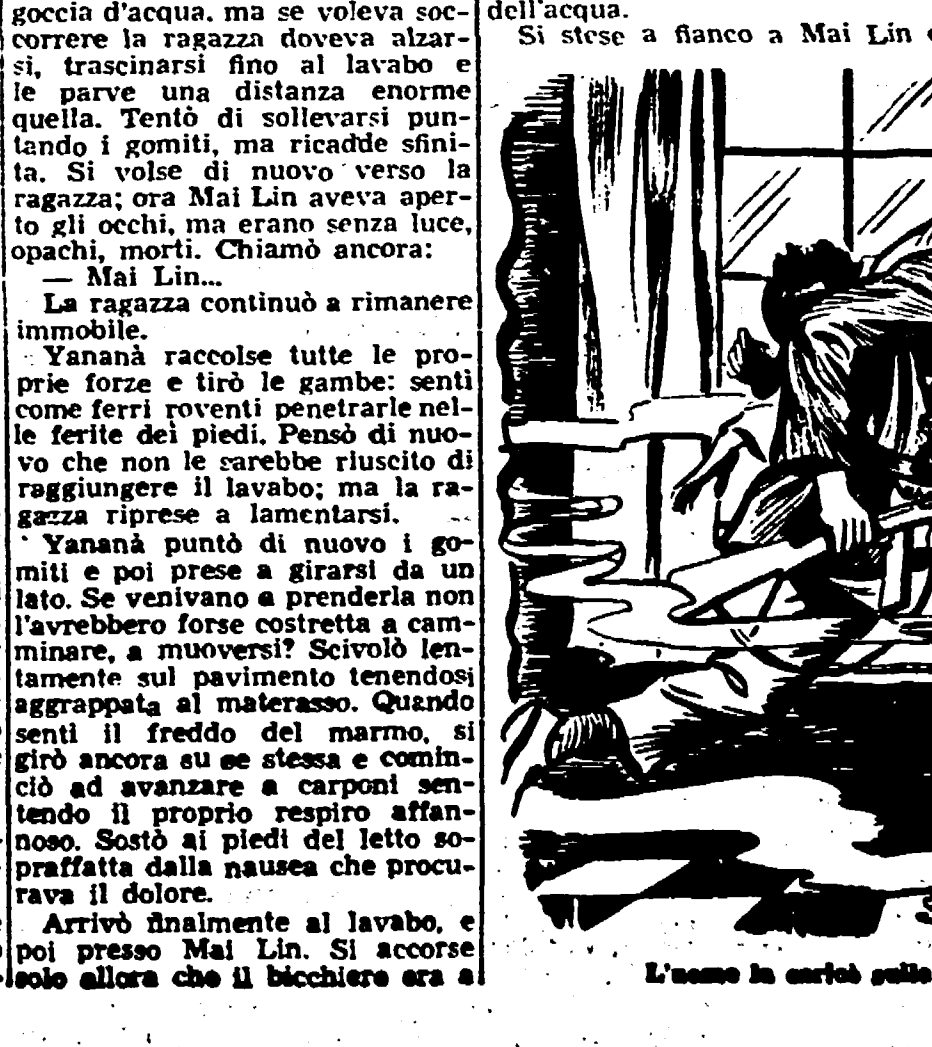 goccia d'acqua, ma se voleva soc-
correre la ragazza doveva alzar-
si, trascinarsi fino al lavabo e
le parve una distanza enorme
quella. Tentò di sollevarsi pun-
tando i gomiti, ma ricadde sfini-
ta. Si volse di nuovo verso la
ragazza; ora Mai Lin aveva aper-
to gli occhi, ma erano senza luce,
opachi, morti. Chiamò ancora:
— Mai Lin...
La ragazza continuò a rimanere
immobile.
Yananà raccolse tutte le pro-
prie forze e tirò le gambe: sentì
come ferri roventi penetrarle nel-
le ferite dei piedi. Pensò di nuo-
vo che non le sarebbe riuscito di
raggiungere il lavabo; ma la ra-
gazza riprese a lamentarsi.
Yananà puntò di nuovo i go-
miti e poi prese a girarsi da un
lato. Se venivano a prenderla non
l'avrebbero forse costretta a cam-
minare, a muoversi? Scivolò len-
tamente sul pavimento tenendosi
aggrappata al materasso. Quando
sentì il freddo del marmo, si
girò ancora su se stessa e comin-
ciò ad avanzare a carponi sen-
tendo il proprio respiro affan-
noso. Sostò ai piedi del letto so-
praffatta dalla nausea che procu-
rava il dolore.
Arrivò finalmente al lavabo, e
poi presso Mai Lin. Si accorse
solo allora che il bicchiere era a
dell'acqua.
Si stese a fianco a Mai Lin
L'uomo la caricò sulle